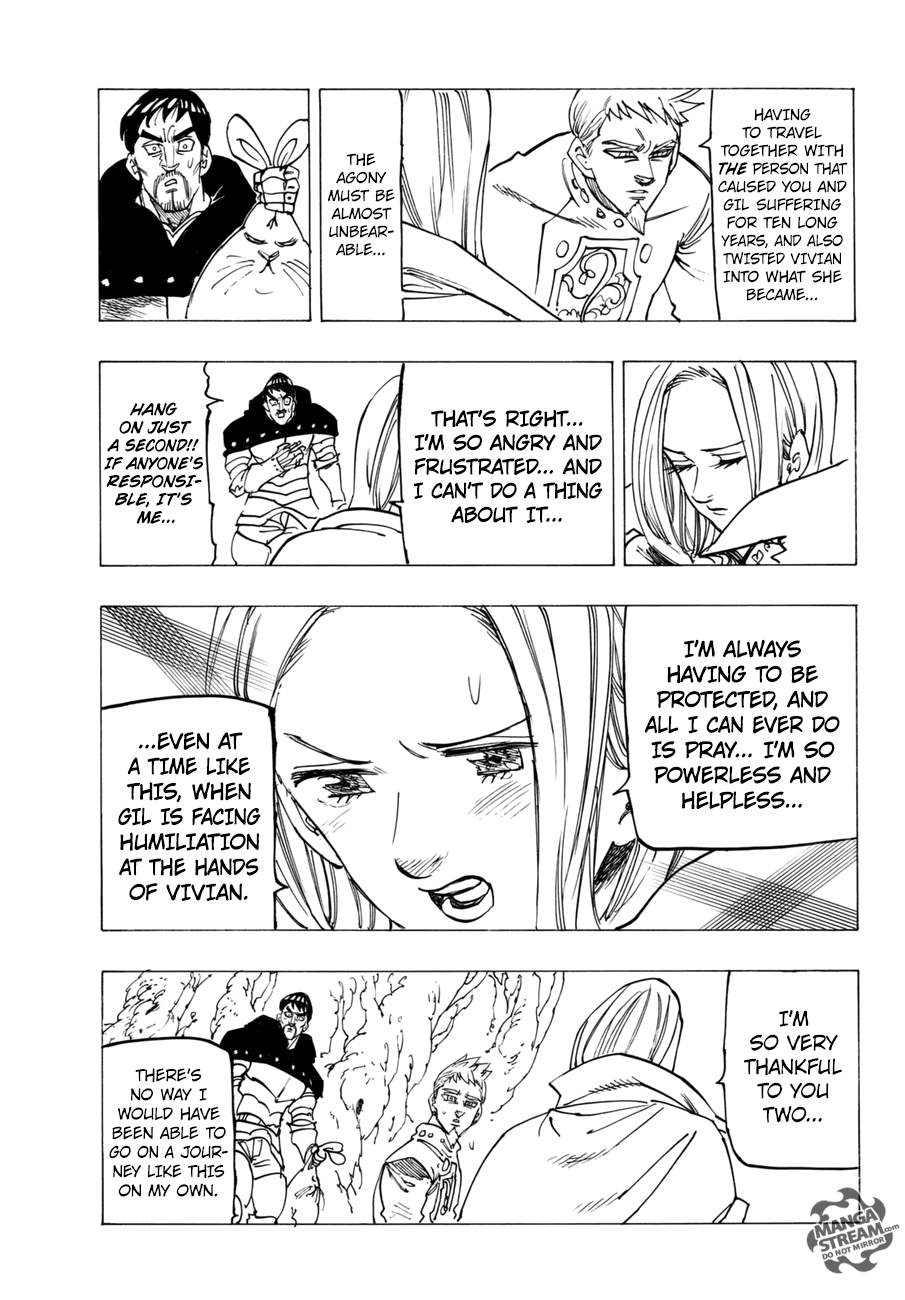 HAVING
TO TRAVEL
TOGETHER WITH
THE PERSON THAT
CAUSED YOU AND
GIL SUFFERING
FOR TEN LONG
YEARS, AND ALSO
TWISTED VIVIAN
INTO WHAT SHE
BECAME...
THE
AGONY
MUST BE
ALMOST
UNBEAR-
ABLE...
THAT'S RIGHT...
I'M SO ANGRY AND
FRUSTRATED... AND
I CAN'T DO A THING
ABOUT IT...
HANG
ON JUST
A SECOND!!
IF ANYONE'S
RESPONSI-
BLE, IT'S
ME...
I'M ALWAYS
HAVING TO BE
PROTECTED, AND
ALL I CAN EVER DO
IS PRAY... I'M SO
POWERLESS AND
HELPLESS...
...EVEN AT
A TIME LIKE
THIS, WHEN
GIL IS FACING
HUMILIATION
AT THE HANDS
OF VIVIAN.
I'M
SO VERY
THANKFUL
TO YOU
TWO...
THERE'S
NO WAY I
WOULD HAVE
BEEN ABLE TO
GO ON A JOUR-
NEY LIKE THIS
ON MY OWN.
MANGA
STREAM.com
DO NOT MIRROR